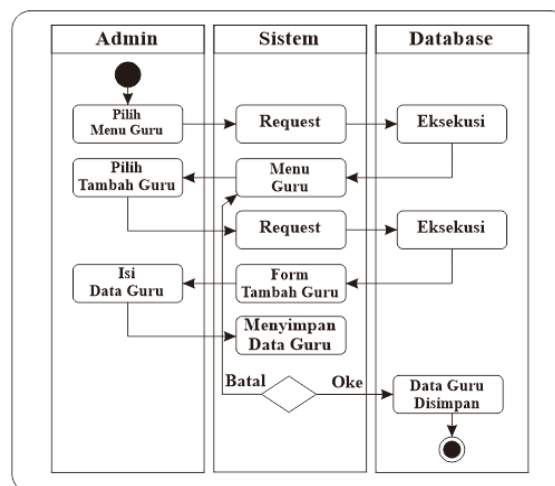 Admin
Sistem
Database
Pilih
Menu Guru
Request
Eksekusi
Pilih
Tambah Guru
Menu
Guru
Request
Eksekusi
Isi
Data Guru
Form
Tambah Guru
Menyimpan
Data Guru
Batal
Oke
Data Guru
Disimpan